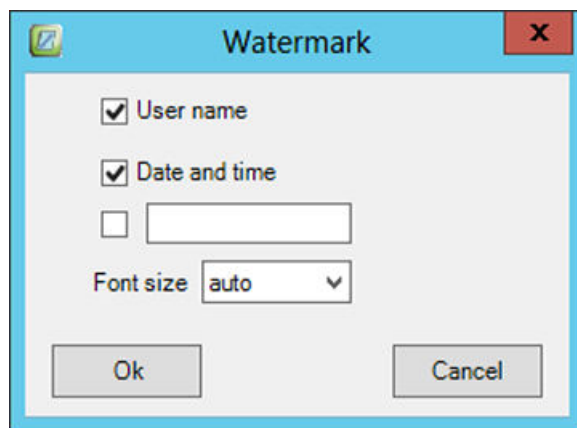 Watermark
x
User name
Date and time
Font size auto
Ok Cancel